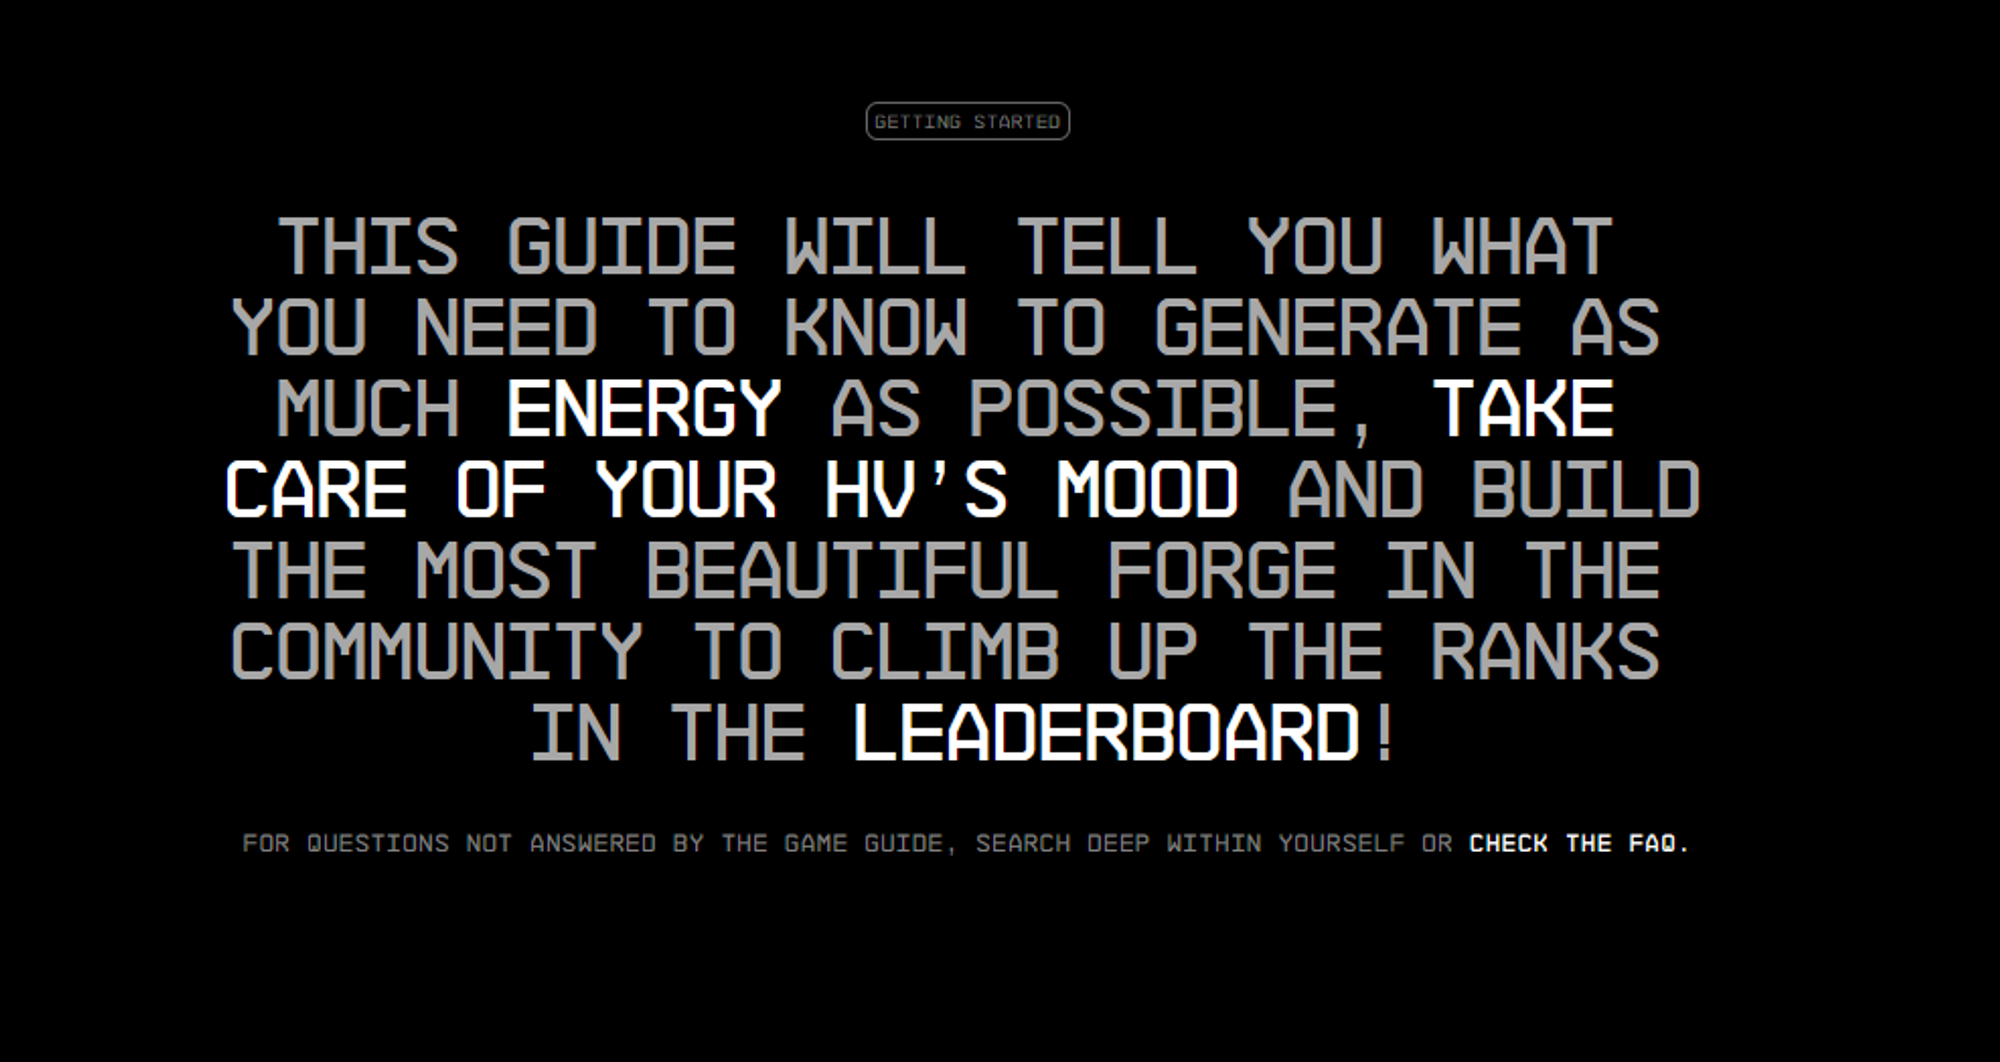 GETTING STARTED
THIS GUIDE WILL TELL YOU WHAT
YOU NEED TO KNOW TO GENERATE AS
MUCH ENERGY AS POSSIBLE, TAKE
CARE OF YOUR HV'S MOOD AND BUILD
THE MOST BEAUTIFUL FORGE IN THE
COMMUNITY TO CLIMB UP THE RANKS
IN THE LEADERBOARD!
FOR QUESTIONS NOT ANSWERED BY THE GAME GUIDE, SEARCH DEEP WITHIN YOURSELF OR CHECK THE FAQ.